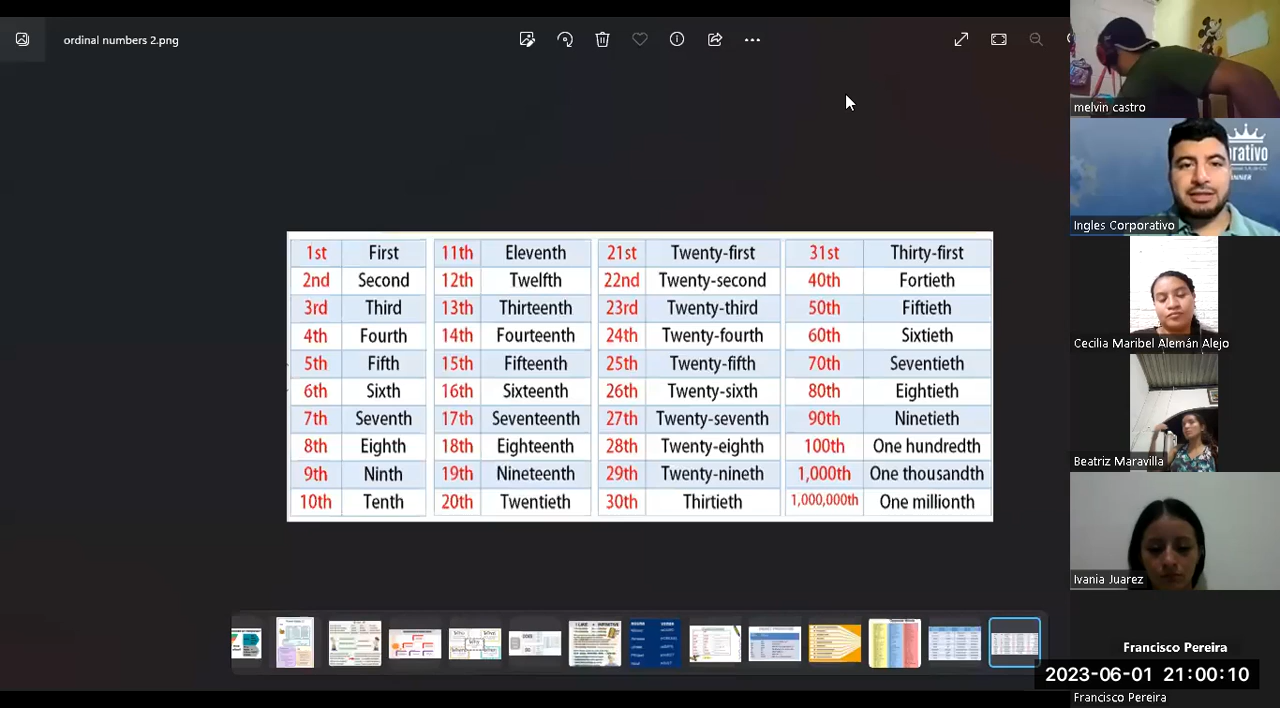 ordinal numbers 2.png
1st First 11th Eleventh 21st Twenty-first 31st Thirty-first
2nd Second 12th Twelfth 22nd Twenty-second 40th Fortieth
3rd Third 13th Thirteenth 23rd Twenty-third 50th Fiftieth
4th Fourth 14th Fourteenth 24th Twenty-fourth 60th Sixtieth
5th Fifth 15th Fifteenth 25th Twenty-fifth 70th Seventieth
6th Sixth 16th Sixteenth 26th Twenty-sixth 80th Eightieth
7th Seventh 17th Seventeenth 27th Twenty-seventh 90th Ninetieth
8th Eighth 18th Eighteenth 28th Twenty-eighth 100th One hundredth
9th Ninth 19th Nineteenth 29th Twenty-nineth 1,000th One thousandth
10th Tenth 20th Twentieth 30th Thirtieth 1,000,000th One millionth
melvin castro
Ingles Corporativo
Cecilia Maribel Alemán Alejo
Beatriz Maravilla
Ivania Juarez
Francisco Pereira
2023-06-01 21:00:10
Francisco Pereira